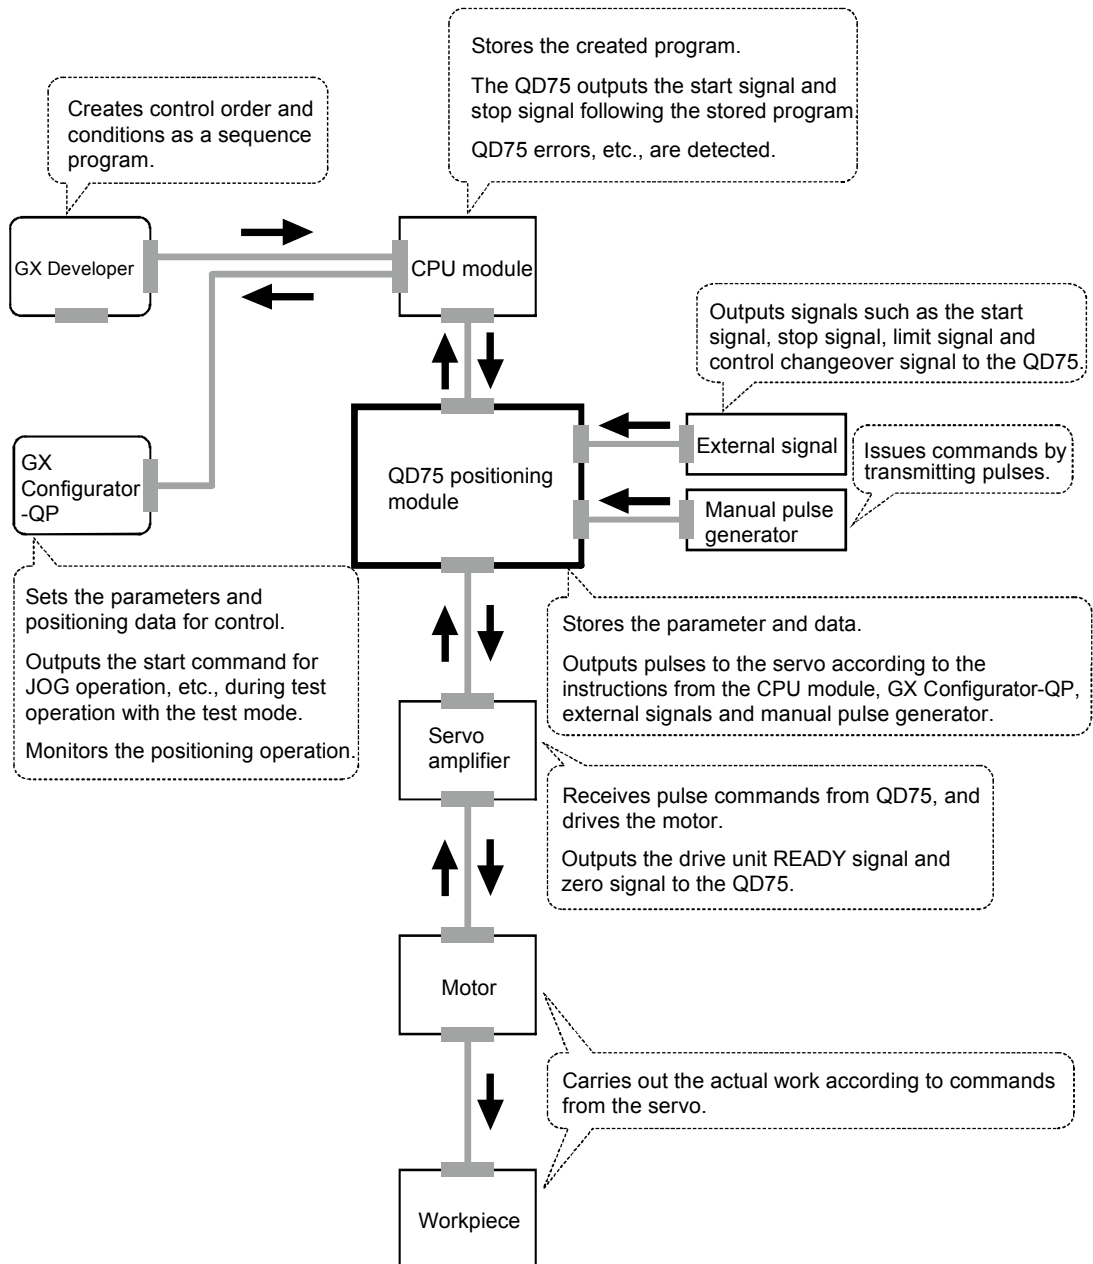 Stores the created program.
The QD75 outputs the start signal and
stop signal following the stored program.
QD75 errors, etc., are detected.
Creates control order and
conditions as a sequence
program.
GX Developer
CPU module
Outputs signals such as the start
signal, stop signal, limit signal and
control changeover signal to the QD75.
GX
Configurator
-QP
QD75 positioning
module
External signal
Issues commands by
transmitting pulses.
Manual pulse
generator
Sets the parameters and
positioning data for control.
Outputs the start command for
JOG operation, etc., during test
operation with the test mode.
Monitors the positioning operation.
Stores the parameter and data.
Outputs pulses to the servo according to the
instructions from the CPU module, GX Configurator-QP,
external signals and manual pulse generator.
Servo
amplifier
Receives pulse commands from QD75, and
drives the motor.
Outputs the drive unit READY signal and
zero signal to the QD75.
Motor
Carries out the actual work according to commands
from the servo.
Workpiece